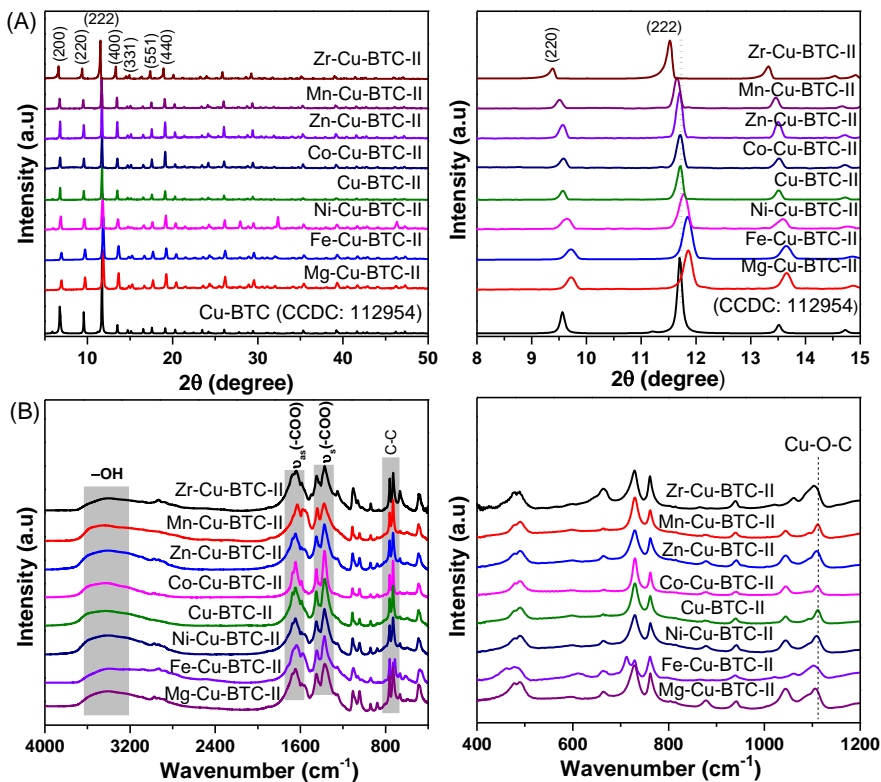 (A)
(200)
(220)
(222)
(400)
(331)
(551)
(440)
Zr-Cu-BTC-II
Mn-Cu-BTC-II
Zn-Cu-BTC-II
Co-Cu-BTC-II
Cu-BTC-II
Ni-Cu-BTC-II
Fe-Cu-BTC-II
Mg-Cu-BTC-II
Cu-BTC (CCDC: 112954)
Intensity (a.u)
10 20 30 40 50
2θ (degree)
(220)
(222)
Zr-Cu-BTC-II
Mn-Cu-BTC-II
Zn-Cu-BTC-II
Co-Cu-BTC-II
Cu-BTC-II
Ni-Cu-BTC-II
Fe-Cu-BTC-II
Mg-Cu-BTC-II
(CCDC: 112954)
Intensity (a.u)
8 9 10 11 12 13 14 15
2θ (degree)
(B)
–OH
υas(-COO)
υs(-COO)
C-C
Zr-Cu-BTC-II
Mn-Cu-BTC-II
Zn-Cu-BTC-II
Co-Cu-BTC-II
Cu-BTC-II
Ni-Cu-BTC-II
Fe-Cu-BTC-II
Mg-Cu-BTC-II
Intensity (a.u)
4000 3200 2400 1600 800
Wavenumber (cm-1)
Cu-O-C
Zr-Cu-BTC-II
Mn-Cu-BTC-II
Zn-Cu-BTC-II
Co-Cu-BTC-II
Cu-BTC-II
Ni-Cu-BTC-II
Fe-Cu-BTC-II
Mg-Cu-BTC-II
Intensity (a.u)
400 600 800 1000 1200
Wavenumber (cm-1)